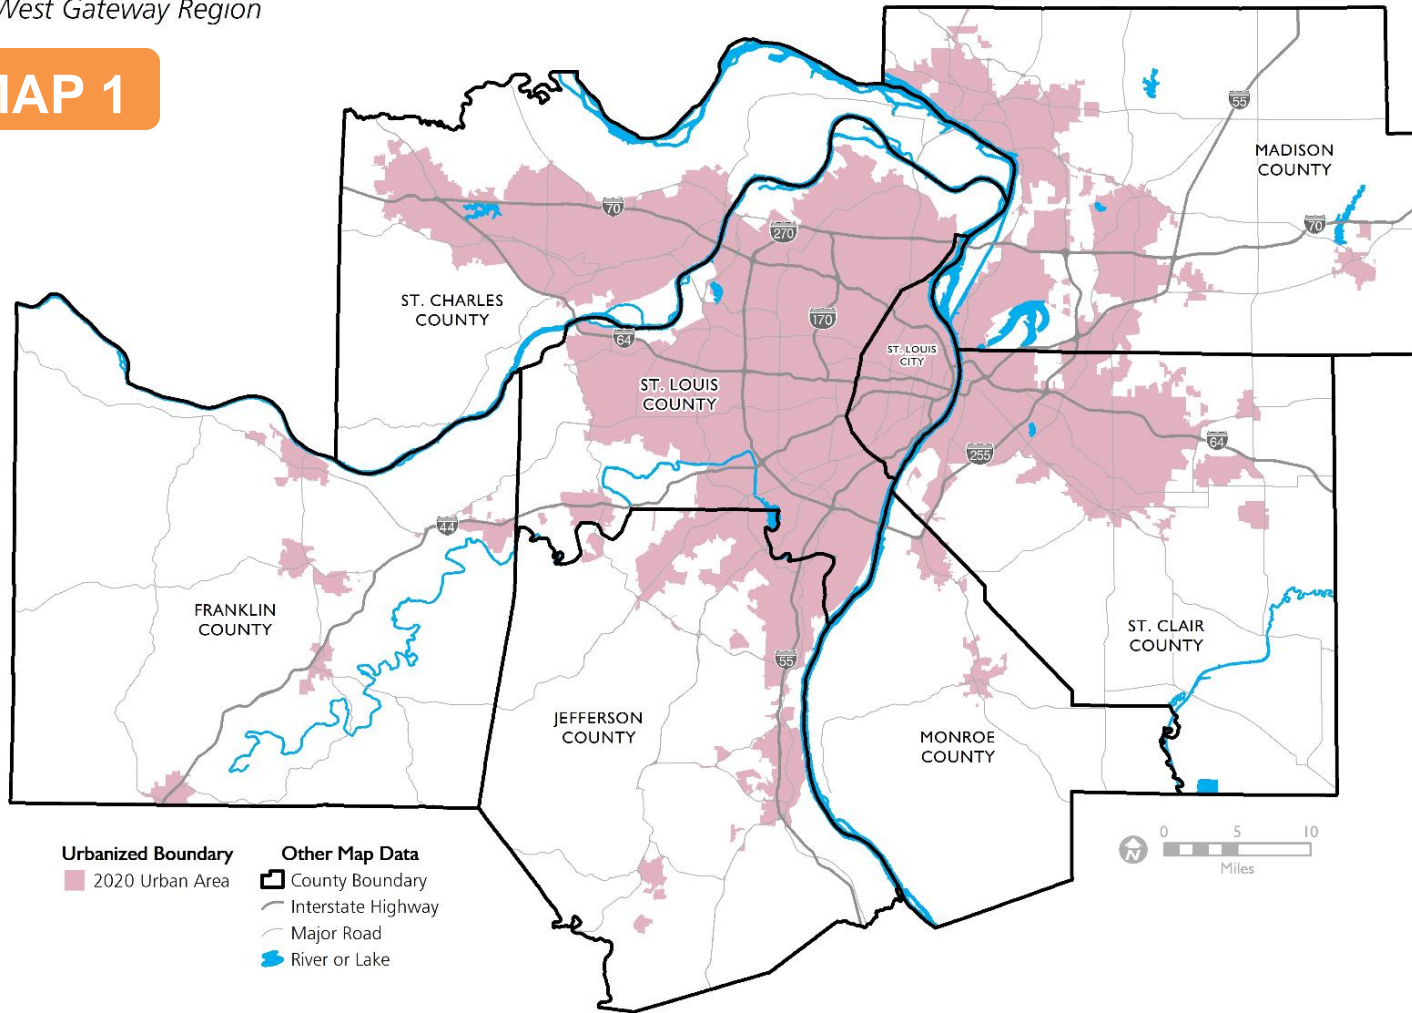 West Gateway Region
MAP 1
55
MADISON
COUNTY
70
70
270
ST. CHARLES
COUNTY
170
64
ST. LOUIS
CITY
ST. LOUIS
COUNTY
64
255
44
FRANKLIN
COUNTY
ST. CLAIR
COUNTY
55
JEFFERSON
COUNTY
MONROE
COUNTY
0 5 10
Miles
N
Urbanized Boundary
2020 Urban Area
Other Map Data
County Boundary
Interstate Highway
Major Road
River or Lake